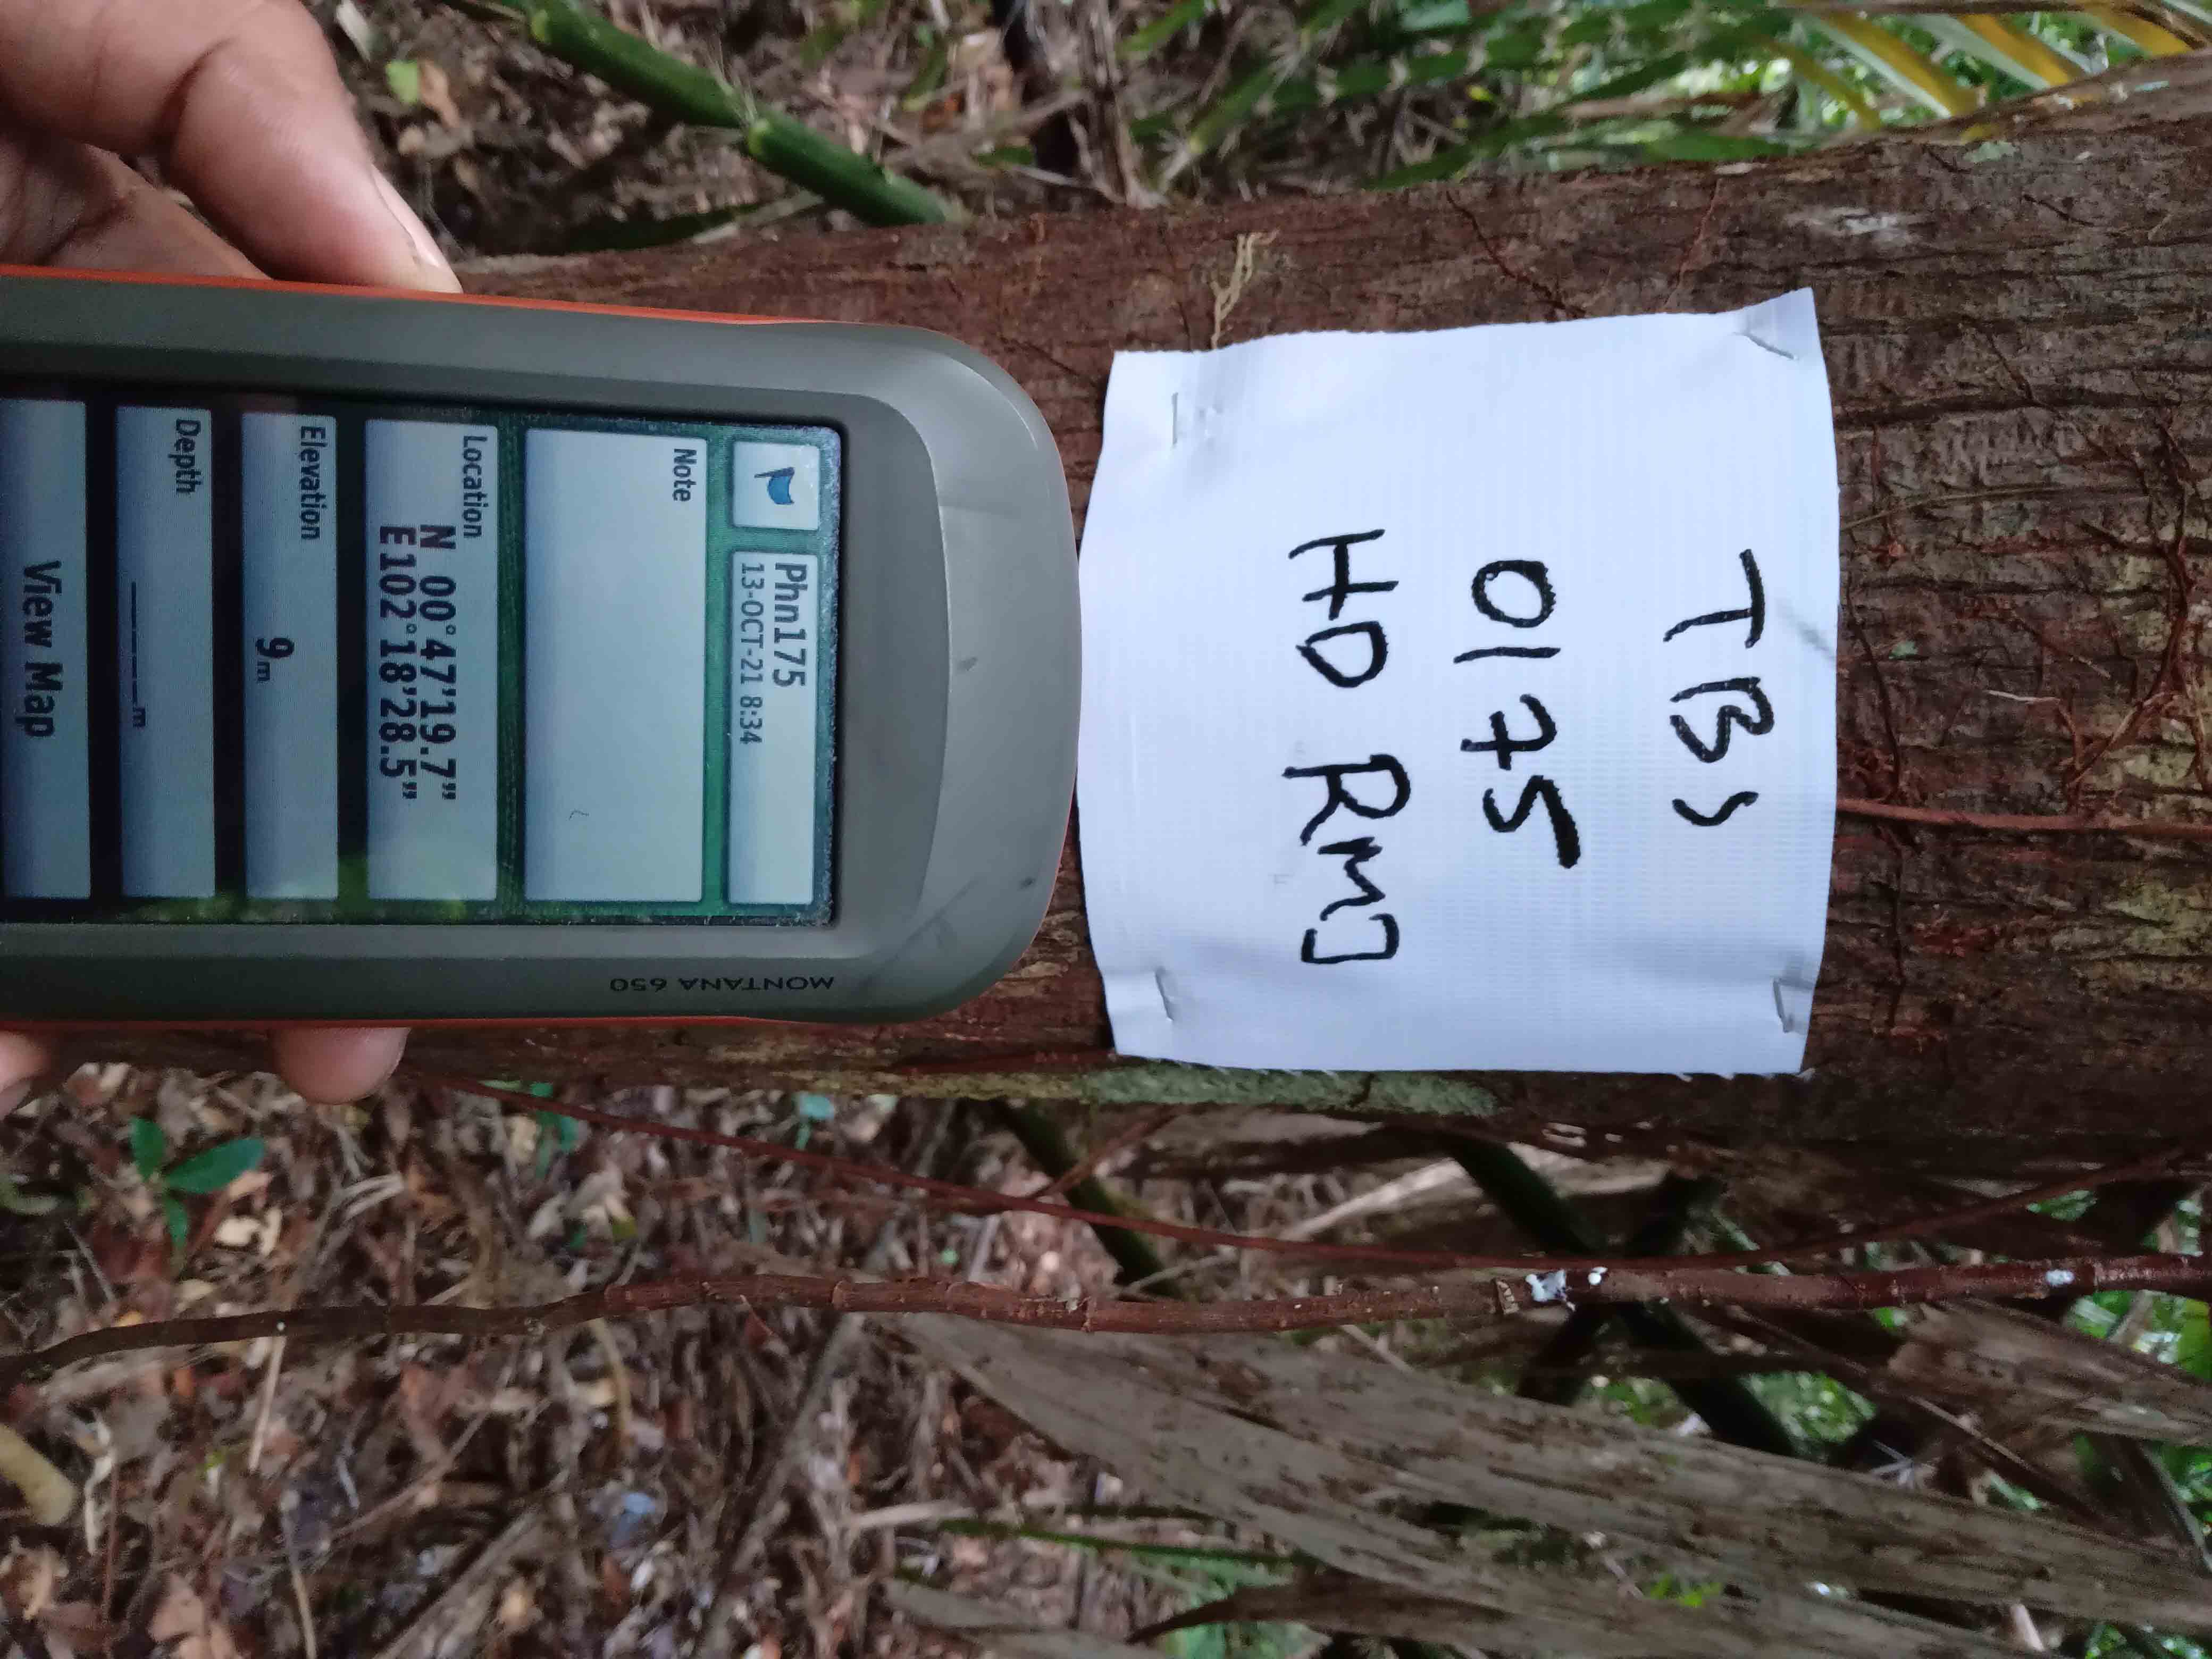 TBS
0175
HD RMJ
MONTANA 650
Phn175
13-OCT-21 8:34
Note
Location
N 00°47'19.7"
E102°18'28.5"
Elevation
9m
Depth
_____m
View Map